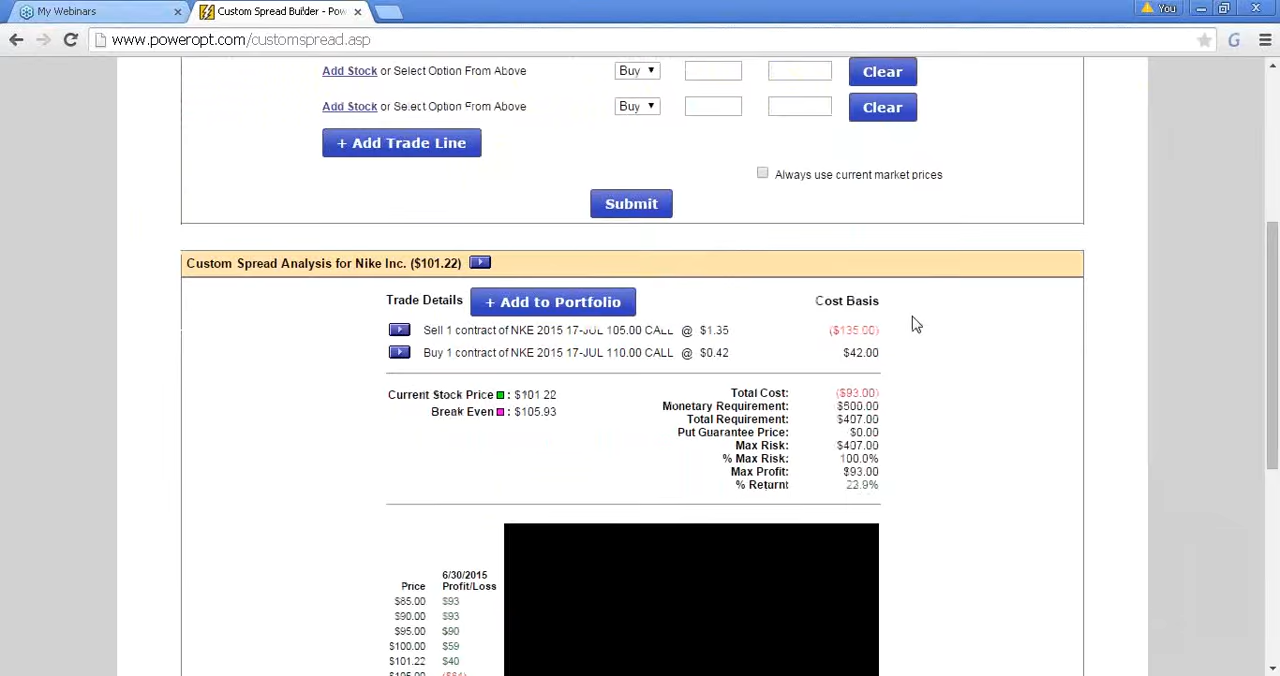 My Webinars
Custom Spread Builder - Pow
You
www.poweropt.com/customspread.asp
Add Stock or Select Option From Above Buy Clear
Add Stock or Select Option From Above Buy Clear
+ Add Trade Line
Always use current market prices
Submit
Custom Spread Analysis for Nike Inc. ($101.22)
Trade Details + Add to Portfolio Cost Basis
Sell 1 contract of NKE 2015 17-JUL 105.00 CALL @ $1.35 ($135.00)
Buy 1 contract of NKE 2015 17-JUL 110.00 CALL @ $0.42 $42.00
Current Stock Price : $101.22 Total Cost: ($93.00)
Monetary Requirement: $500.00
Break Even : $105.93 Total Requirement: $407.00
Put Guarantee Price: $0.00
Max Risk: $407.00
% Max Risk: 100.0%
Max Profit: $93.00
% Return: 22.9%
6/30/2015
Price Profit/Loss
$85.00 $93
$90.00 $93
$95.00 $90
$100.00 $59
$101.22 $40